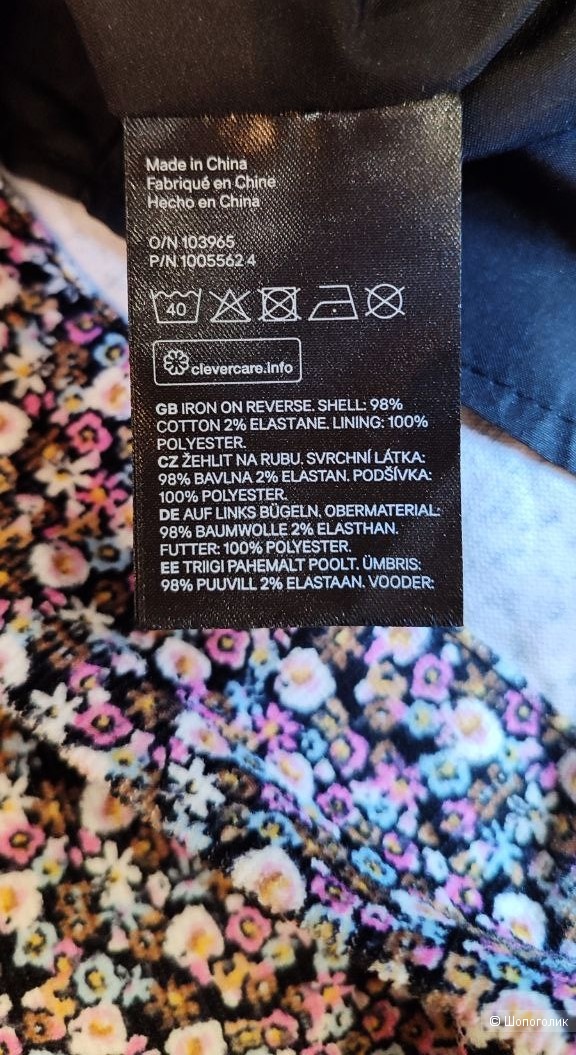 Made in China
Fabriqué en Chine
Hecho en China
O/N 103965
P/N 1005562 4
40
clevercare.info
GB IRON ON REVERSE. SHELL: 98%
COTTON 2% ELASTANE. LINING: 100%
POLYESTER.
CZ ŽEHLIT NA RUBU. SVRCHNÍ LÁTKA:
98% BAVLNA 2% ELASTAN. PODŠÍVKA:
100% POLYESTER.
DE AUF LINKS BÜGELN. OBERMATERIAL:
98% BAUMWOLLE 2% ELASTHAN.
FUTTER: 100% POLYESTER.
EE TRIIGI PAHEMALT POOLT. ÜMBRIS:
98% PUUVILL 2% ELASTAAN. VOODER:
© Шопоголик